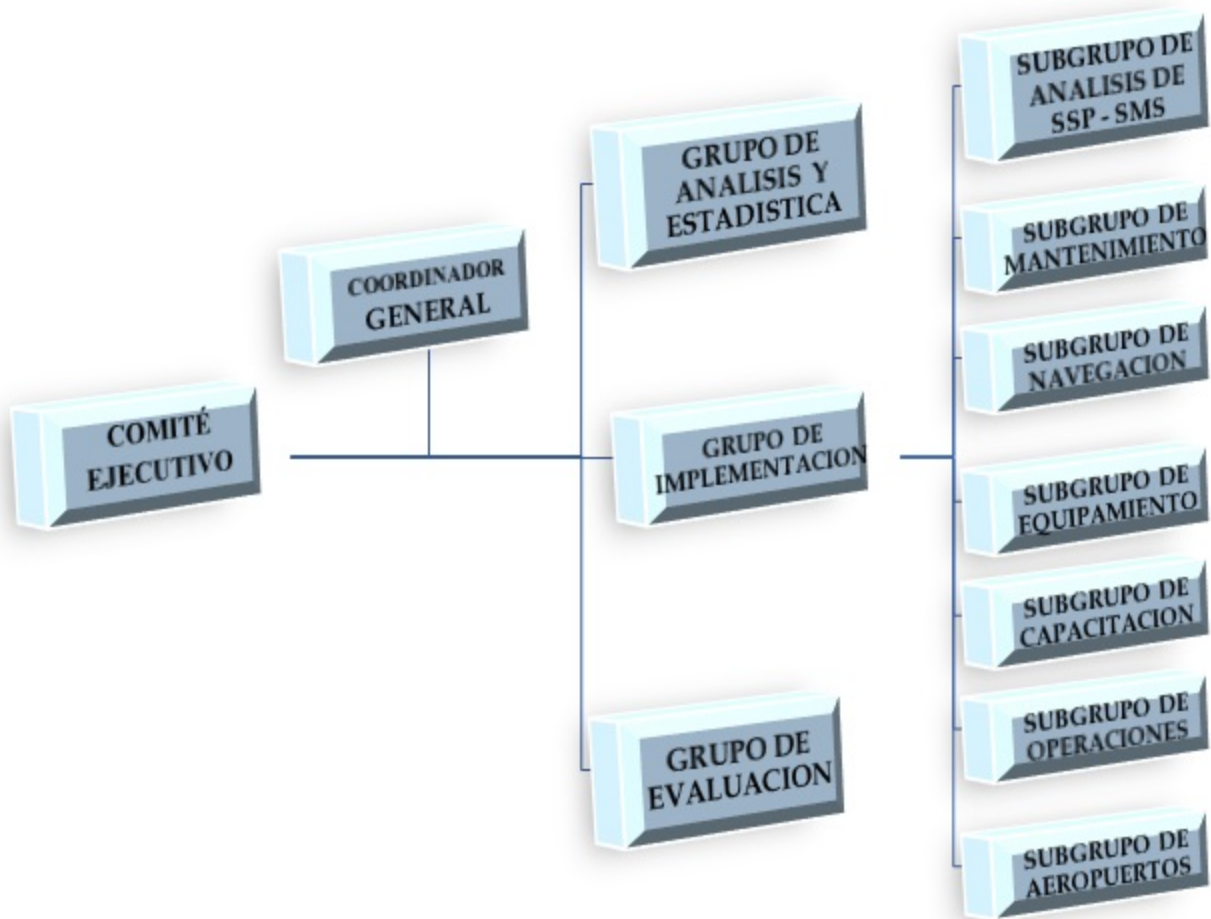 COMITÉ
EJECUTIVO
COORDINADOR
GENERAL
GRUPO DE
ANALISIS Y
ESTADISTICA
GRUPO DE
IMPLEMENTACION
GRUPO DE
EVALUACION
SUBGRUPO DE
ANALISIS DE
SSP - SMS
SUBGRUPO DE
MANTENIMIENTO
SUBGRUPO DE
NAVEGACION
SUBGRUPO DE
EQUIPAMIENTO
SUBGRUPO DE
CAPACITACION
SUBGRUPO DE
OPERACIONES
SUBGRUPO DE
AEROPUERTOS